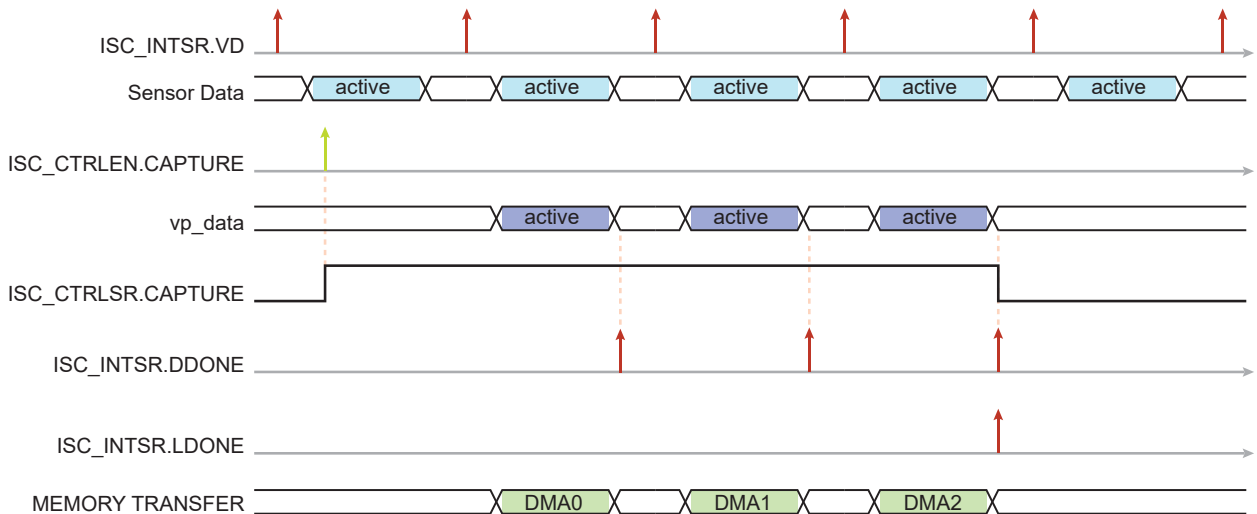 ISC_INTSR.VD
Sensor Data active active active active active
ISC_CTRLEN.CAPTURE
vp_data active active active
ISC_CTRLSR.CAPTURE
ISC_INTSR.DDONE
ISC_INTSR.LDONE
MEMORY TRANSFER DMA0 DMA1 DMA2